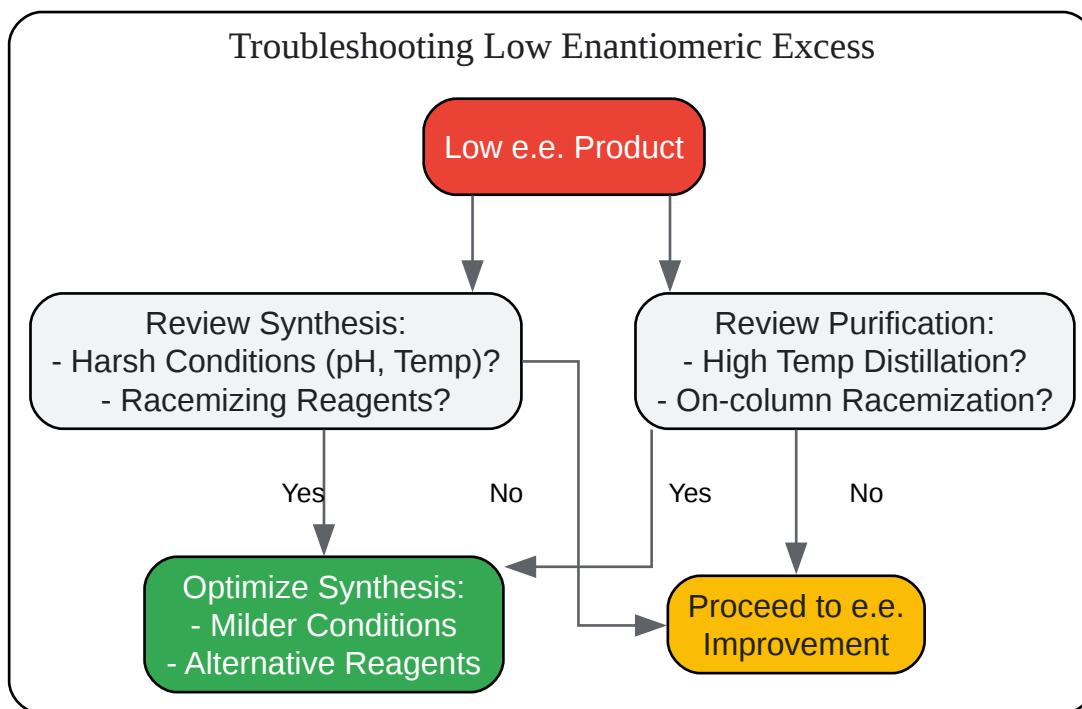 Troubleshooting Low Enantiomeric Excess
Low e.e. Product
Review Synthesis:
- Harsh Conditions (pH, Temp)?
- Racemizing Reagents?
Review Purification:
- High Temp Distillation?
- On-column Racemization?
Yes
No
Yes
No
Optimize Synthesis:
- Milder Conditions
- Alternative Reagents
Proceed to e.e.
Improvement